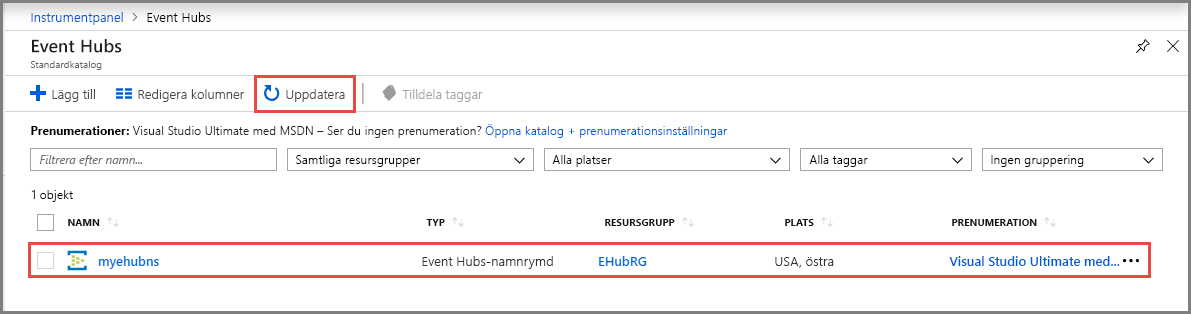 Instrumentpanel > Event Hubs
Event Hubs
Standardkatalog
Lägg till Redigera kolumner Uppdatera Tilldela taggar
Prenumerationer: Visual Studio Ultimate med MSDN – Ser du ingen prenumeration? Öppna katalog + prenumerationsinställningar
Filtrera efter namn... Samtliga resursgrupper Alla platser Alla taggar Ingen gruppering
1 objekt
NAMN TYP RESURSGRUPP PLATS PRENUMERATION
myehubns Event Hubs-namnrymd EHubRG USA, östra Visual Studio Ultimate med...